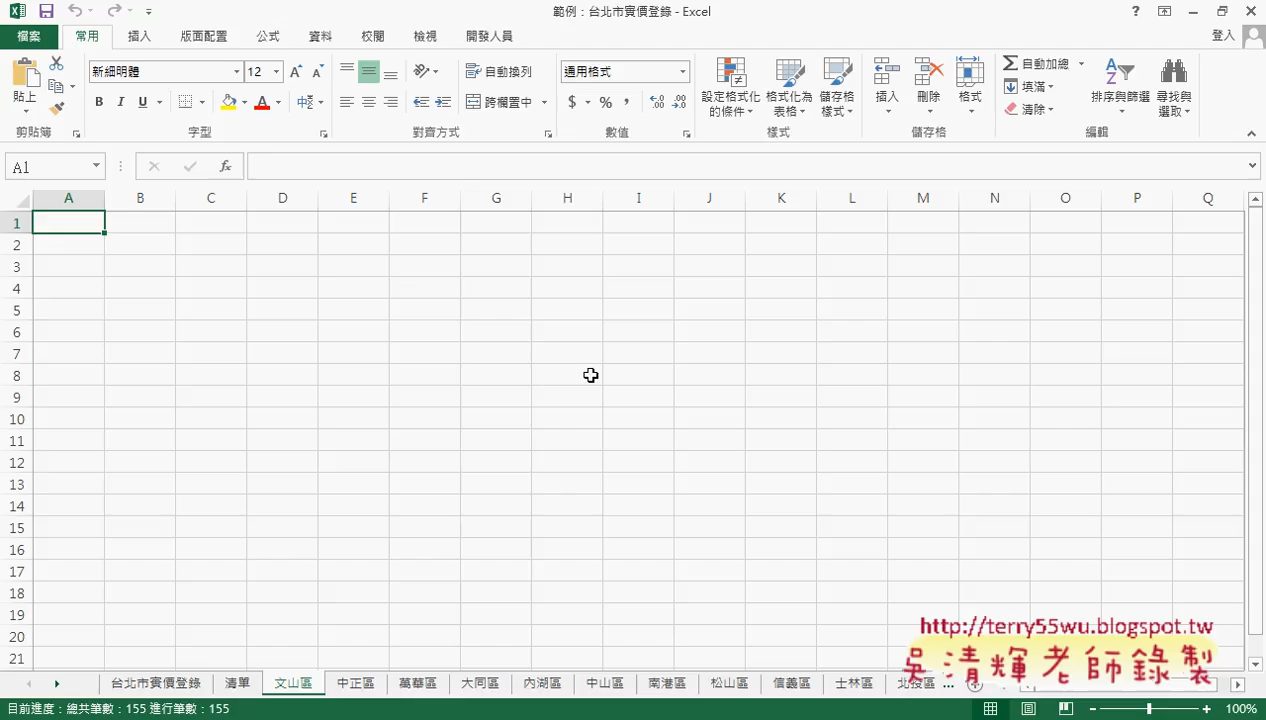 範例：台北市實價登錄 - Excel
?
檔案 常用 插入 版面配置 公式 資料 校閱 檢視 開發人員 登入
貼上 新細明體 12 A A 自動換列 通用格式 設定格式化的條件 格式化為表格 儲存格樣式 插入 刪除 格式 自動加總 填滿 清除 排序與篩選 尋找與選取
B I U A 中 跨欄置中 $ % ,
剪貼簿 字型 對齊方式 數值 樣式 儲存格 編輯
A1 fx
A B C D E F G H I J K L M N O P Q
1
2
3
4
5
6
7
8
9
10
11
12
13
14
15
16
17
18
19
20
21
http://terry55wu.blogspot.tw
吳清輝老師錄製
台北市實價登錄 清單 文山區 中正區 萬華區 大同區 內湖區 中山區 南港區 松山區 信義區 士林區 北投區 ...
目前進度：總共筆數：155 進行筆數：155 100%